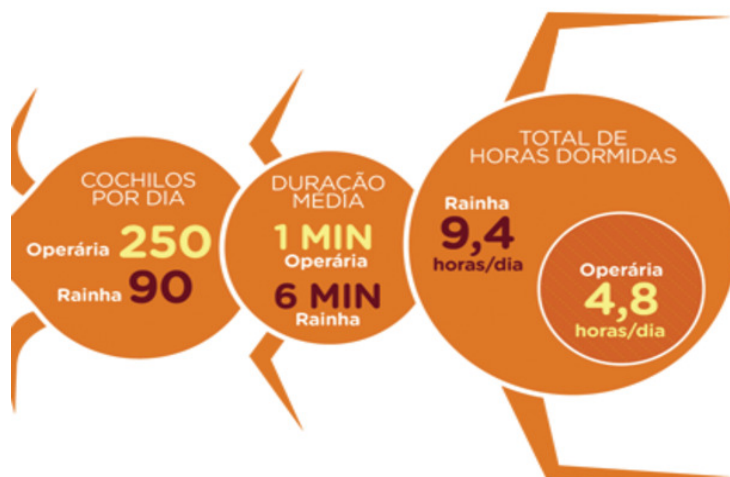 COCHILOS
POR DIA
Operária 250
Rainha 90
DURAÇÃO
MÉDIA
1 MIN
Operária
6 MIN
Rainha
TOTAL DE
HORAS DORMIDAS
Rainha
9,4
horas/dia
Operária
4,8
horas/dia